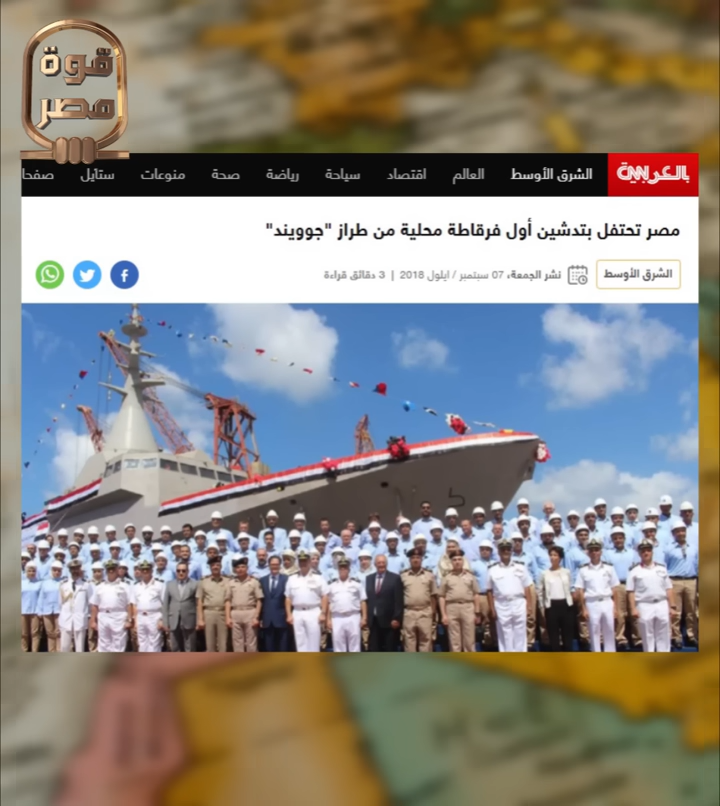 قوة
مصر
CNN بالعربية
الشرق الأوسط العالم اقتصاد سياحة رياضة صحة منوعات ستايل صفحا
مصر تحتفل بتدشين أول فرقاطة محلية من طراز "جوويند"
الشرق الأوسط نشر الجمعة، 07 سبتمبر / ايلول 2018 | 3 دقائق قراءة